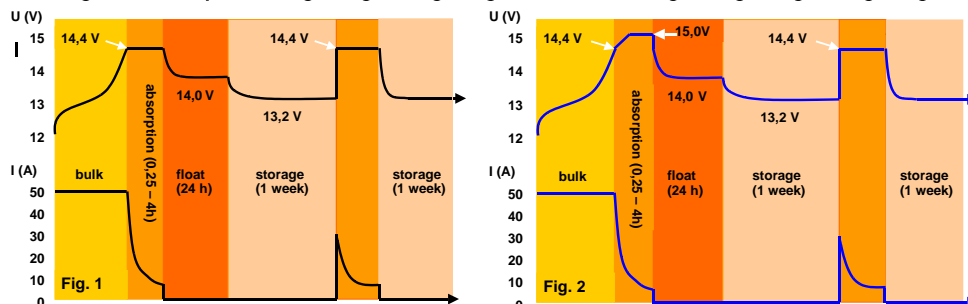 U (V)
15
I
14
13
12
I (A)
50
40
30
20
10
0
14,4 V
14,0 V
13,2 V
14,4 V
bulk
absorption (0,25 – 4h)
float
(24 h)
storage
(1 week)
storage
(1 week)
Fig. 1
U (V)
15
14
13
12
I (A)
50
40
30
20
10
0
14,4 V
15,0V
14,0 V
13,2 V
14,4 V
bulk
absorption (0,25 – 4h)
float
(24 h)
storage
(1 week)
storage
(1 week)
Fig. 2